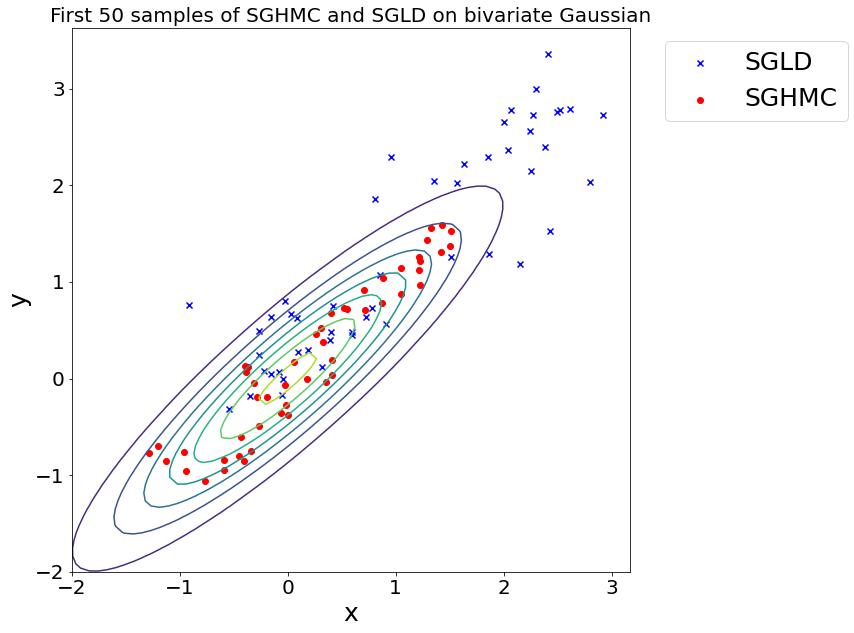 First 50 samples of SGHMC and SGLD on bivariate Gaussian
SGLD
SGHMC
3
2
1
0
−1
−2
y
−2 −1 0 1 2 3
x